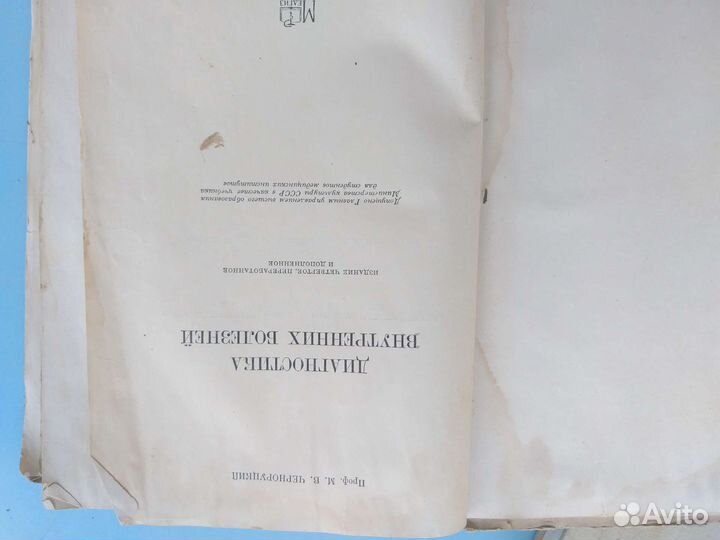 Проф. М. В. ЧЕРНОРУЦКИЙ
ДИАГНОСТИКА
ВНУТРЕННИХ БОЛЕЗНЕЙ
ИЗДАНИЕ ЧЕТВЕРТОЕ, ПЕРЕРАБОТАННОЕ
И ДОПОЛНЕННОЕ
Допущено Главным управлением высшего образования
Министерства культуры СССР в качестве учебника
для студентов медицинских институтов
Avito